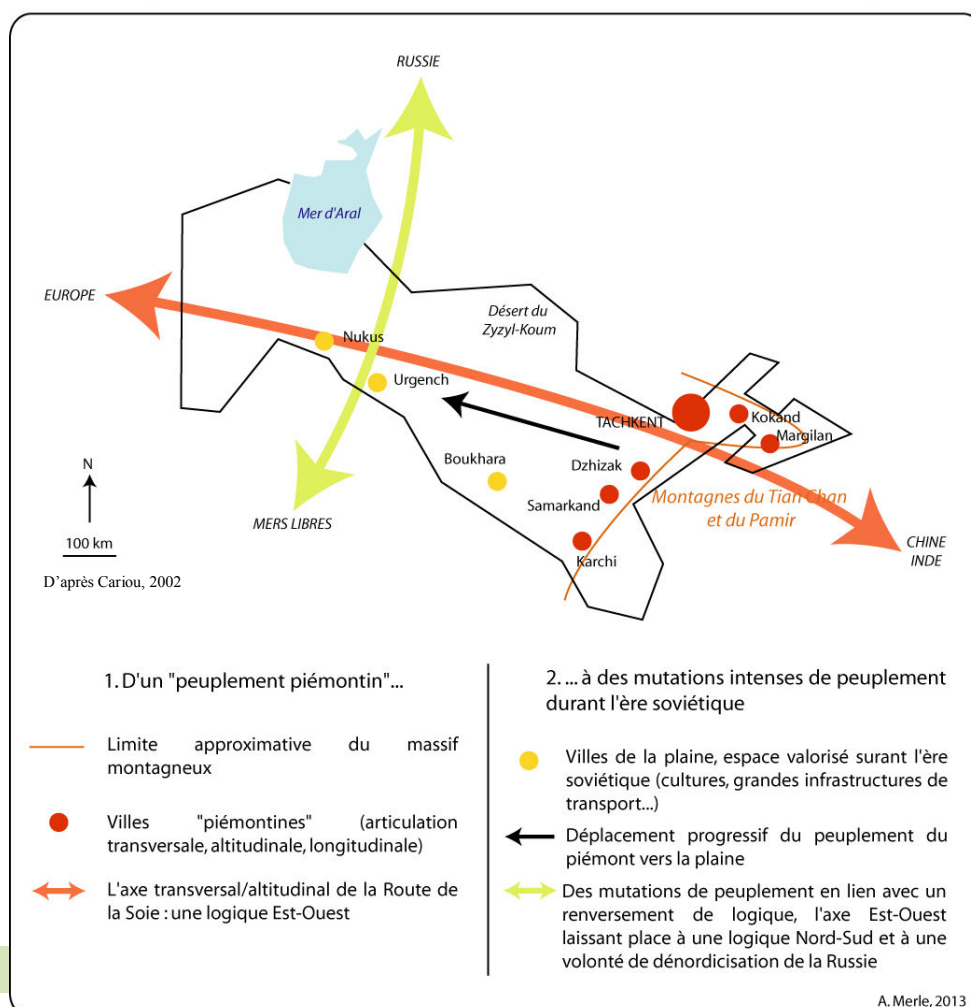 RUSSIE
Mer d'Aral
EUROPE
Désert du
Zyzyl-Koum
Nukus
Urgench
TACHKENT
Kokand
Margilan
Boukhara
Dzhizak
Samarkand
Montagnes du Tian Chan
et du Pamir
Karchi
N
100 km
MERS LIBRES
CHINE
INDE
D'après Cariou, 2002
1. D'un "peuplement piémontin"...
Limite approximative du massif
montagneux
Villes "piémontines" (articulation
transversale, altitudinale, longitudinale)
L'axe transversal/altitudinal de la Route de
la Soie : une logique Est-Ouest
2. ... à des mutations intenses de peuplement
durant l'ère soviétique
Villes de la plaine, espace valorisé surant l'ère
soviétique (cultures, grandes infrastructures de
transport...)
Déplacement progressif du peuplement du
piémont vers la plaine
Des mutations de peuplement en lien avec un
renversement de logique, l'axe Est-Ouest
laissant place à une logique Nord-Sud et à une
volonté de dénordicisation de la Russie
A. Merle, 2013